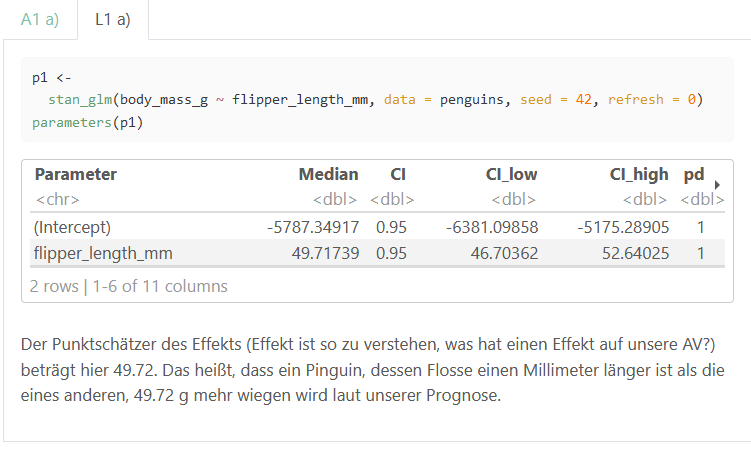 A1 a) L1 a)
p1 <-
stan_glm(body_mass_g ~ flipper_length_mm, data = penguins, seed = 42, refresh = 0)
parameters(p1)
Parameter Median CI CI_low CI_high pd
<chr> <dbl> <dbl> <dbl> <dbl> <dbl>
(Intercept) -5787.34917 0.95 -6381.09858 -5175.28905 1
flipper_length_mm 49.71739 0.95 46.70362 52.64025 1
2 rows | 1-6 of 11 columns
Der Punktschätzer des Effekts (Effekt ist so zu verstehen, was hat einen Effekt auf unsere AV?)
beträgt hier 49.72. Das heißt, dass ein Pinguin, dessen Flosse einen Millimeter länger ist als die
eines anderen, 49.72 g mehr wiegen wird laut unserer Prognose.